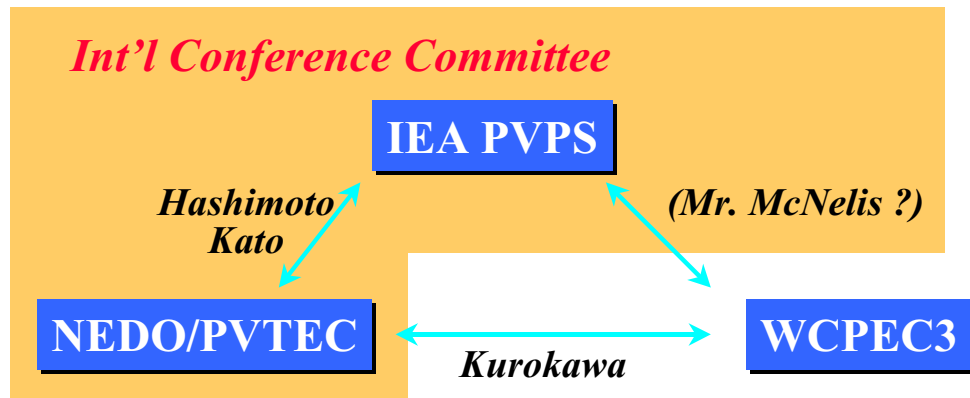 Int’l Conference Committee
IEA PVPS
Hashimoto
Kato
(Mr. McNelis ?)
NEDO/PVTEC
Kurokawa
WCPEC3